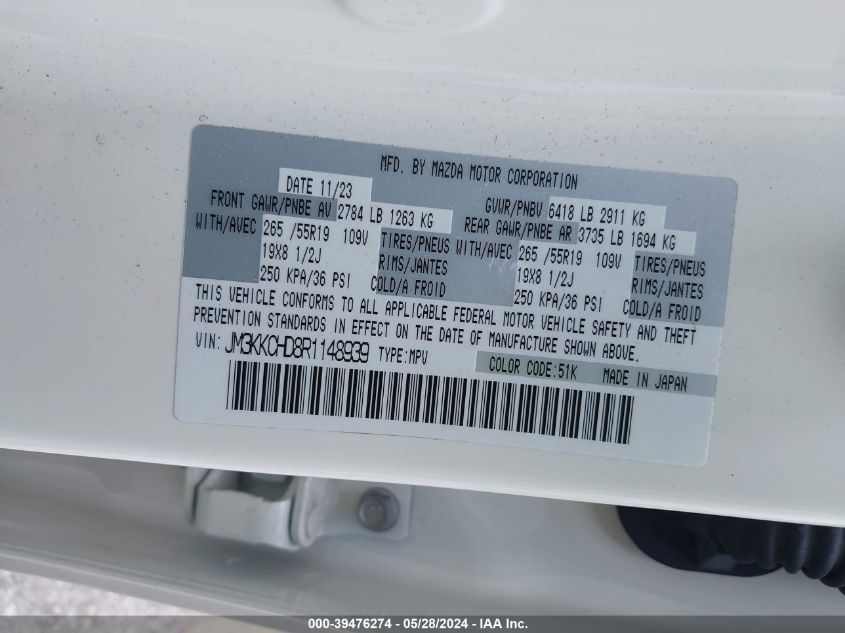 MFD. BY MAZDA MOTOR CORPORATION
DATE 11/23
GVWR/PNBV 6418 LB 2911 KG
FRONT GAWR/PNBE AV 2784 LB 1263 KG
REAR GAWR/PNBE AR 3735 LB 1694 KG
WITH/AVEC 265 /55R19 109V TIRES/PNEUS
WITH/AVEC 265 /55R19 109V TIRES/PNEUS
19X8 1/2J RIMS/JANTES
19X8 1/2J RIMS/JANTES
250 KPA/36 PSI COLD/A FROID
250 KPA/36 PSI COLD/A FROID
THIS VEHICLE CONFORMS TO ALL APPLICABLE FEDERAL MOTOR VEHICLE SAFETY AND THEFT
PREVENTION STANDARDS IN EFFECT ON THE DATE OF MANUFACTURE SHOWN ABOVE.
VIN: JM3KKCHD8R1148939 TYPE:MPV
COLOR CODE:51K MADE IN JAPAN
000-39476274 - 05/28/2024 - IAA Inc.